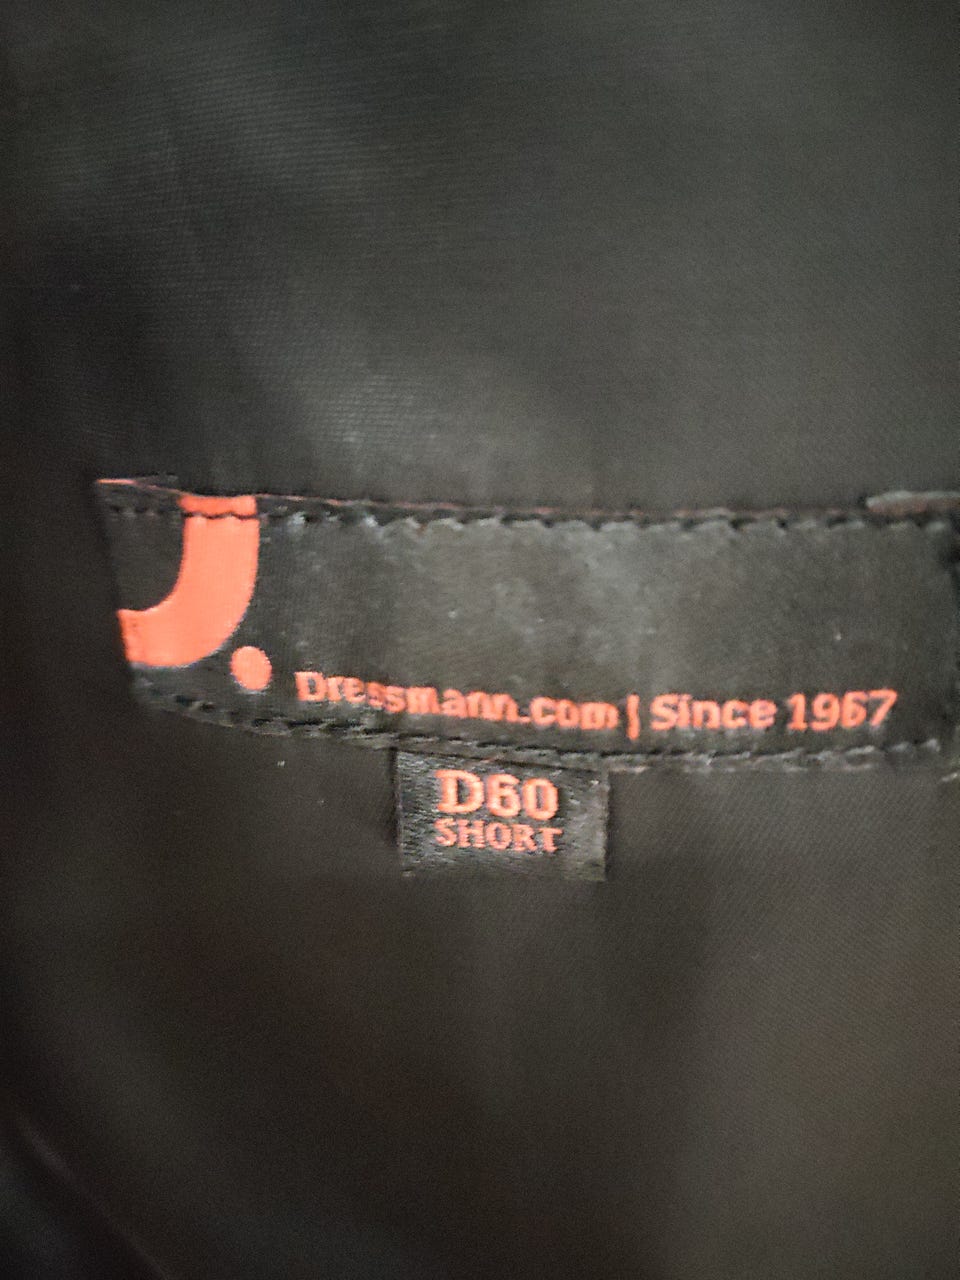 Dressmann.com | Since 1967
D60
SHORT